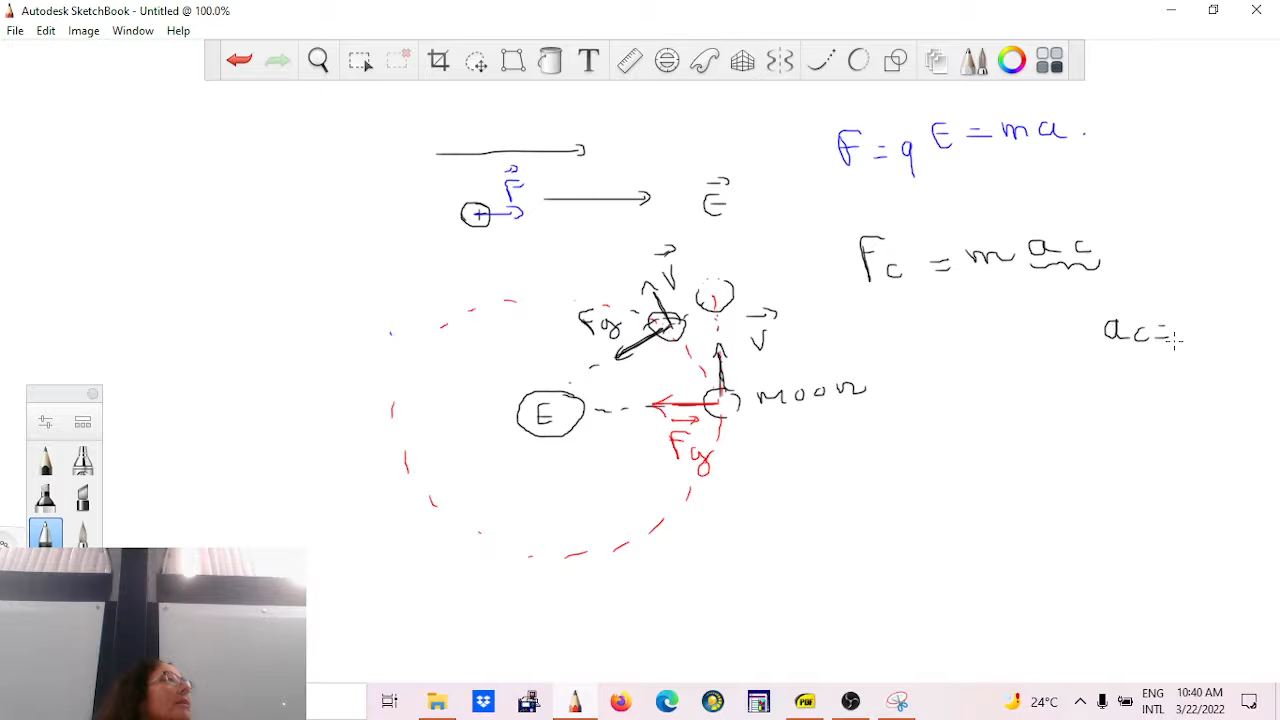 Autodesk SketchBook - Untitled @ 100.0%
File Edit Image Window Help
T
F = q E = ma.
F
E
+
Fc = m ac
V
Fg
V
ac =
moon
E
Fg
PDF
24°C
ENG
INTL
10:40 AM
3/22/2022